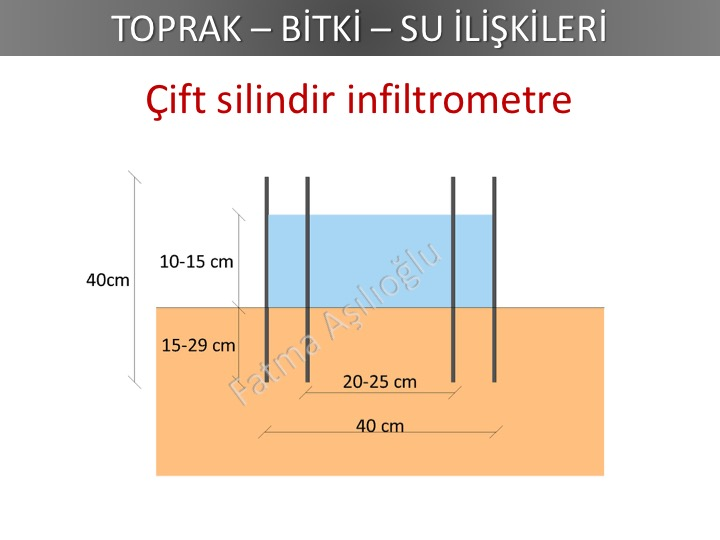 TOPRAK – BİTKİ – SU İLİŞKİLERİ
Çift silindir infiltrometre
10-15 cm
40cm
15-29 cm
20-25 cm
40 cm
Fatma Aşılıoğlu